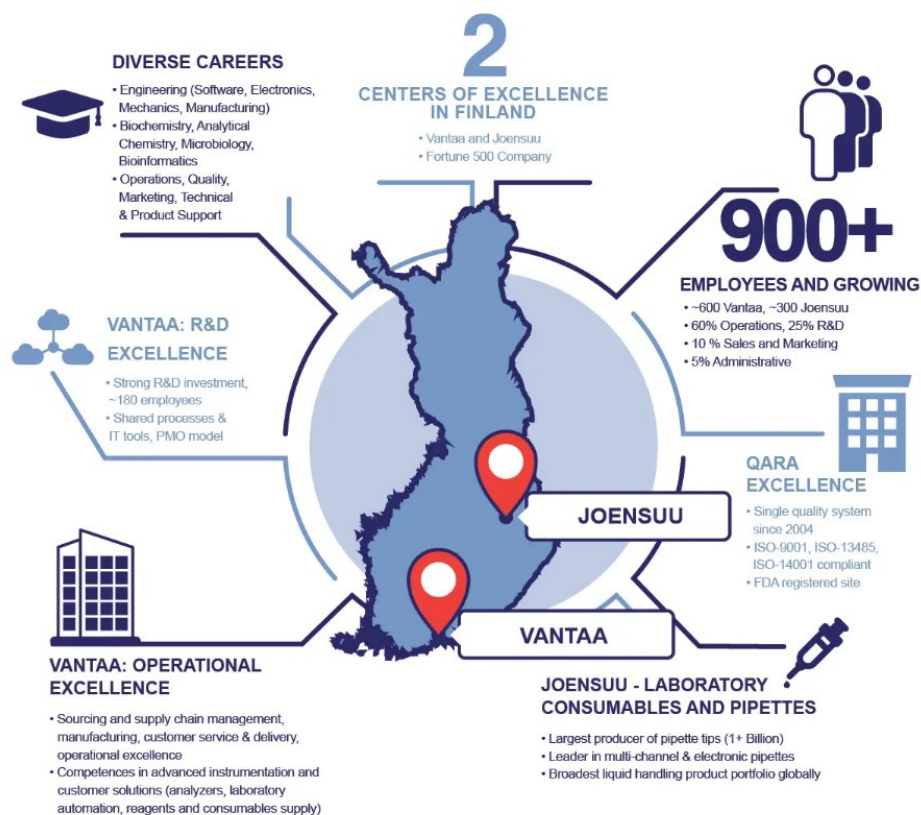 DIVERSE CAREERS
• Engineering (Software, Electronics,
Mechanics, Manufacturing)
• Biochemistry, Analytical
Chemistry, Microbiology,
Bioinformatics
• Operations, Quality,
Marketing, Technical
& Product Support
2
CENTERS OF EXCELLENCE
IN FINLAND
• Vantaa and Joensuu
• Fortune 500 Company
900+
EMPLOYEES AND GROWING
• ~600 Vantaa, ~300 Joensuu
• 60% Operations, 25% R&D
• 10 % Sales and Marketing
• 5% Administrative
VANTAA: R&D
EXCELLENCE
• Strong R&D investment,
~180 employees
• Shared processes &
IT tools, PMO model
QARA
EXCELLENCE
• Single quality system
since 2004
• ISO-9001, ISO-13485,
ISO-14001 compliant
• FDA registered site
JOENSUU
VANTAA
VANTAA: OPERATIONAL
EXCELLENCE
• Sourcing and supply chain management,
manufacturing, customer service & delivery,
operational excellence
• Competences in advanced instrumentation and
customer solutions (analyzers, laboratory
automation, reagents and consumables supply)
JOENSUU - LABORATORY
CONSUMABLES AND PIPETTES
• Largest producer of pipette tips (1+ Billion)
• Leader in multi-channel & electronic pipettes
• Broadest liquid handling product portfolio globally